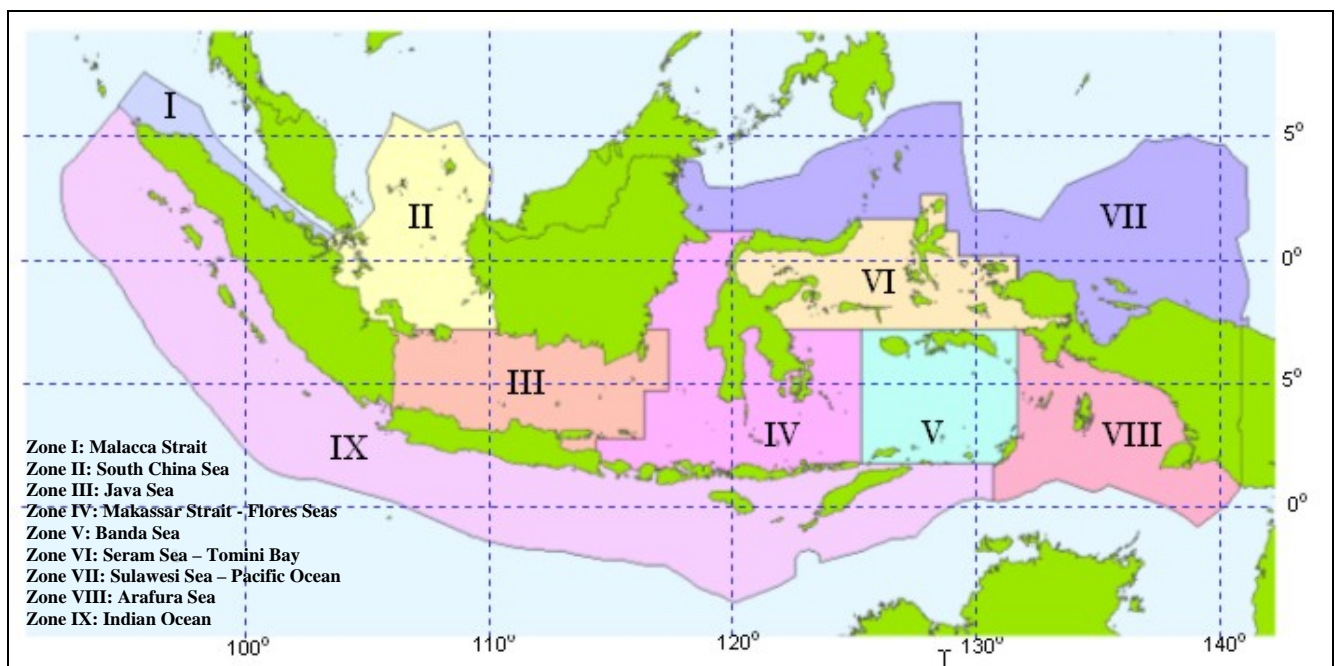 I
II
III
IV
V
VI
VII
VII
VIII
IX
5°
0°
5°
0°
Zone I: Malacca Strait
Zone II: South China Sea
Zone III: Java Sea
Zone IV: Makassar Strait - Flores Seas
Zone V: Banda Sea
Zone VI: Seram Sea – Tomini Bay
Zone VII: Sulawesi Sea – Pacific Ocean
Zone VIII: Arafura Sea
Zone IX: Indian Ocean
100° 110° 120° 130° 140°
T